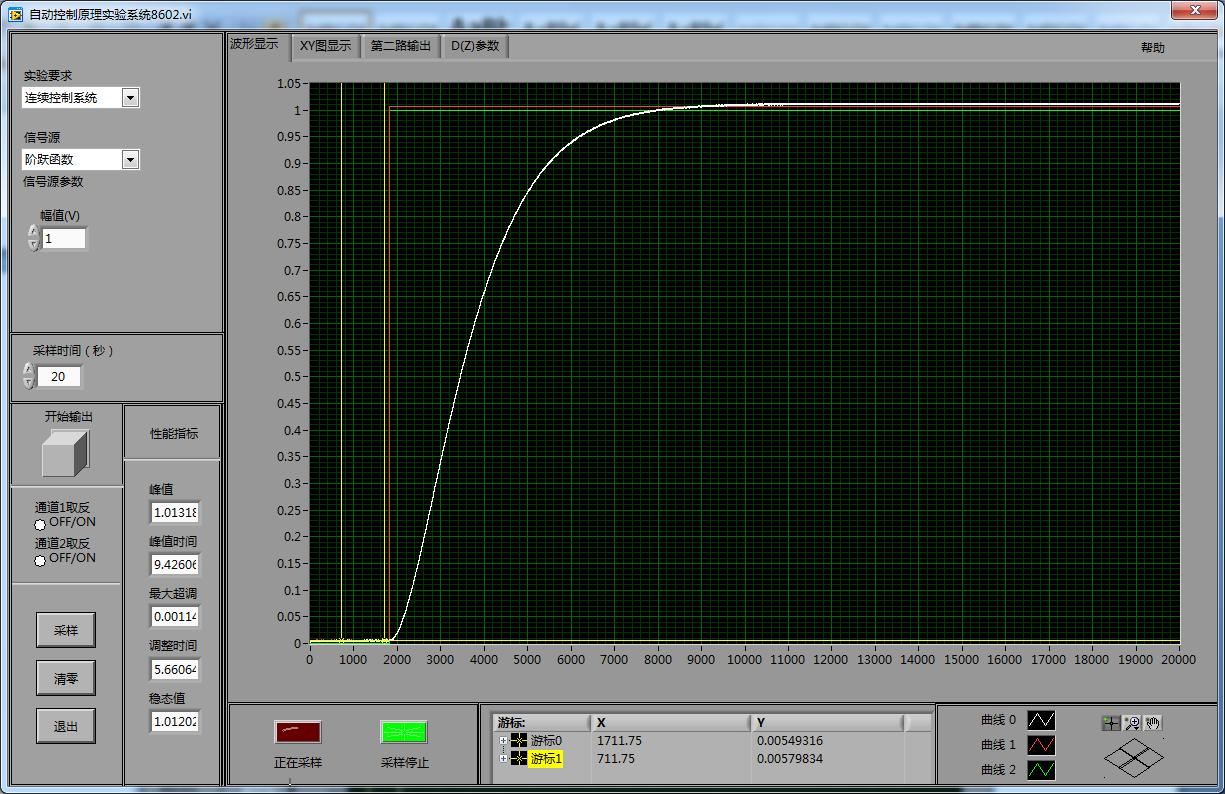 自动控制原理实验系统8602.vi
波形显示
XY图显示
第二路输出
D(Z)参数
帮助
实验要求
连续控制系统
信号源
阶跃函数
信号源参数
幅值(V)
1
采样时间（秒）
20
开始输出
通道1取反
OFF/ON
通道2取反
OFF/ON
采样
清零
退出
性能指标
峰值
1.01318
峰值时间
9.42606
最大超调
0.00114
调整时间
5.66064
稳态值
1.01202
1.05
1
0.95
0.9
0.85
0.8
0.75
0.7
0.65
0.6
0.55
0.5
0.45
0.4
0.35
0.3
0.25
0.2
0.15
0.1
0.05
0
0 1000 2000 3000 4000 5000 6000 7000 8000 9000 10000 11000 12000 13000 14000 15000 16000 17000 18000 19000 20000
正在采样
采样停止
游标: X Y
游标0 1711.75 0.00549316
游标1 711.75 0.00579834
曲线 0
曲线 1
曲线 2